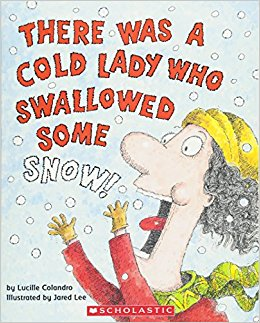 THERE WAS A
COLD LADY WHO
SWALLOWED
SOME
SNOW!
by Lucille Colandro
Illustrated by Jared Lee
SCHOLASTIC